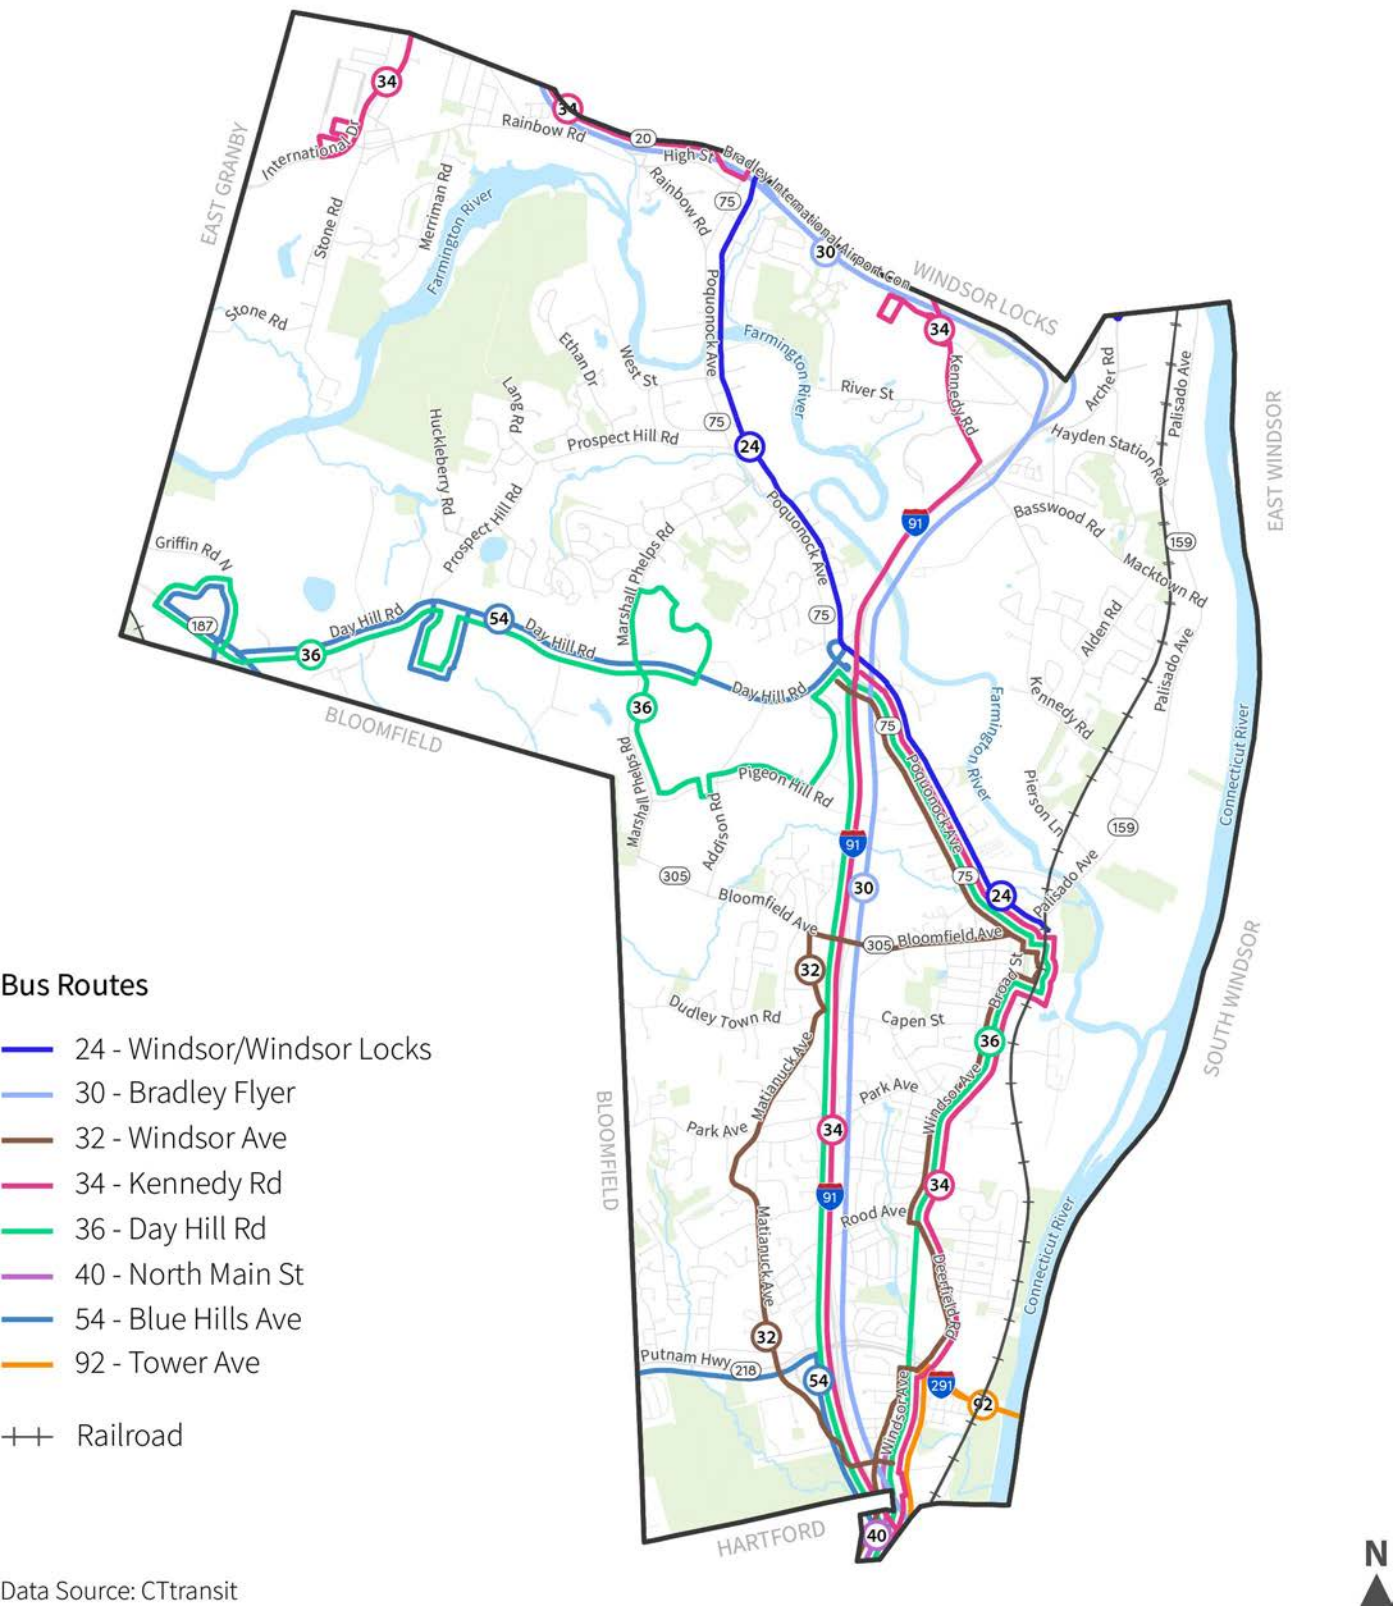 34
34
20
Rainbow Rd
High St
Bradley International Airport Con
International Dr
EAST GRANBY
Merriman Rd
Farmington River
Rainbow Rd
75
30
WINDSOR LOCKS
Stone Rd
Stone Rd
Poquonock Ave
Farmington River
34
Kennedy Rd
Ethan Dr
West St
River St
Archer Rd
Palisado Ave
Lang Rd
Huckleberry Rd
Prospect Hill Rd
75
24
Hayden Station Rd
EAST WINDSOR
Poquonock Ave
91
Basswood Rd
159
Macktown Rd
Prospect Hill Rd
Griffin Rd N
Marshall Phelps Rd
187
Day Hill Rd
54
Day Hill Rd
36
75
Alden Rd
Palisado Ave
Kennedy Rd
Day Hill Rd
36
75
Farmington River
BLOOMFIELD
Marshall Phelps Rd
Pigeon Hill Rd
Addison Rd
Poquonock Ave
Pierson Ln
159
Connecticut River
91
305
30
75
24
Palisado Ave
Bloomfield Ave
305
Bloomfield Ave
32
Broad St
SOUTH WINDSOR
Dudley Town Rd
Capen St
36
Matianuck Ave
Park Ave
Windsor Ave
BLOOMFIELD
Park Ave
34
34
91
Rood Ave
Matianuck Ave
Deerfield Rd
Connecticut River
32
Putnam Hwy
218
54
Windsor Ave
291
92
HARTFORD
40
Bus Routes
24 - Windsor/Windsor Locks
30 - Bradley Flyer
32 - Windsor Ave
34 - Kennedy Rd
36 - Day Hill Rd
40 - North Main St
54 - Blue Hills Ave
92 - Tower Ave
Railroad
Data Source: CTtransit
N